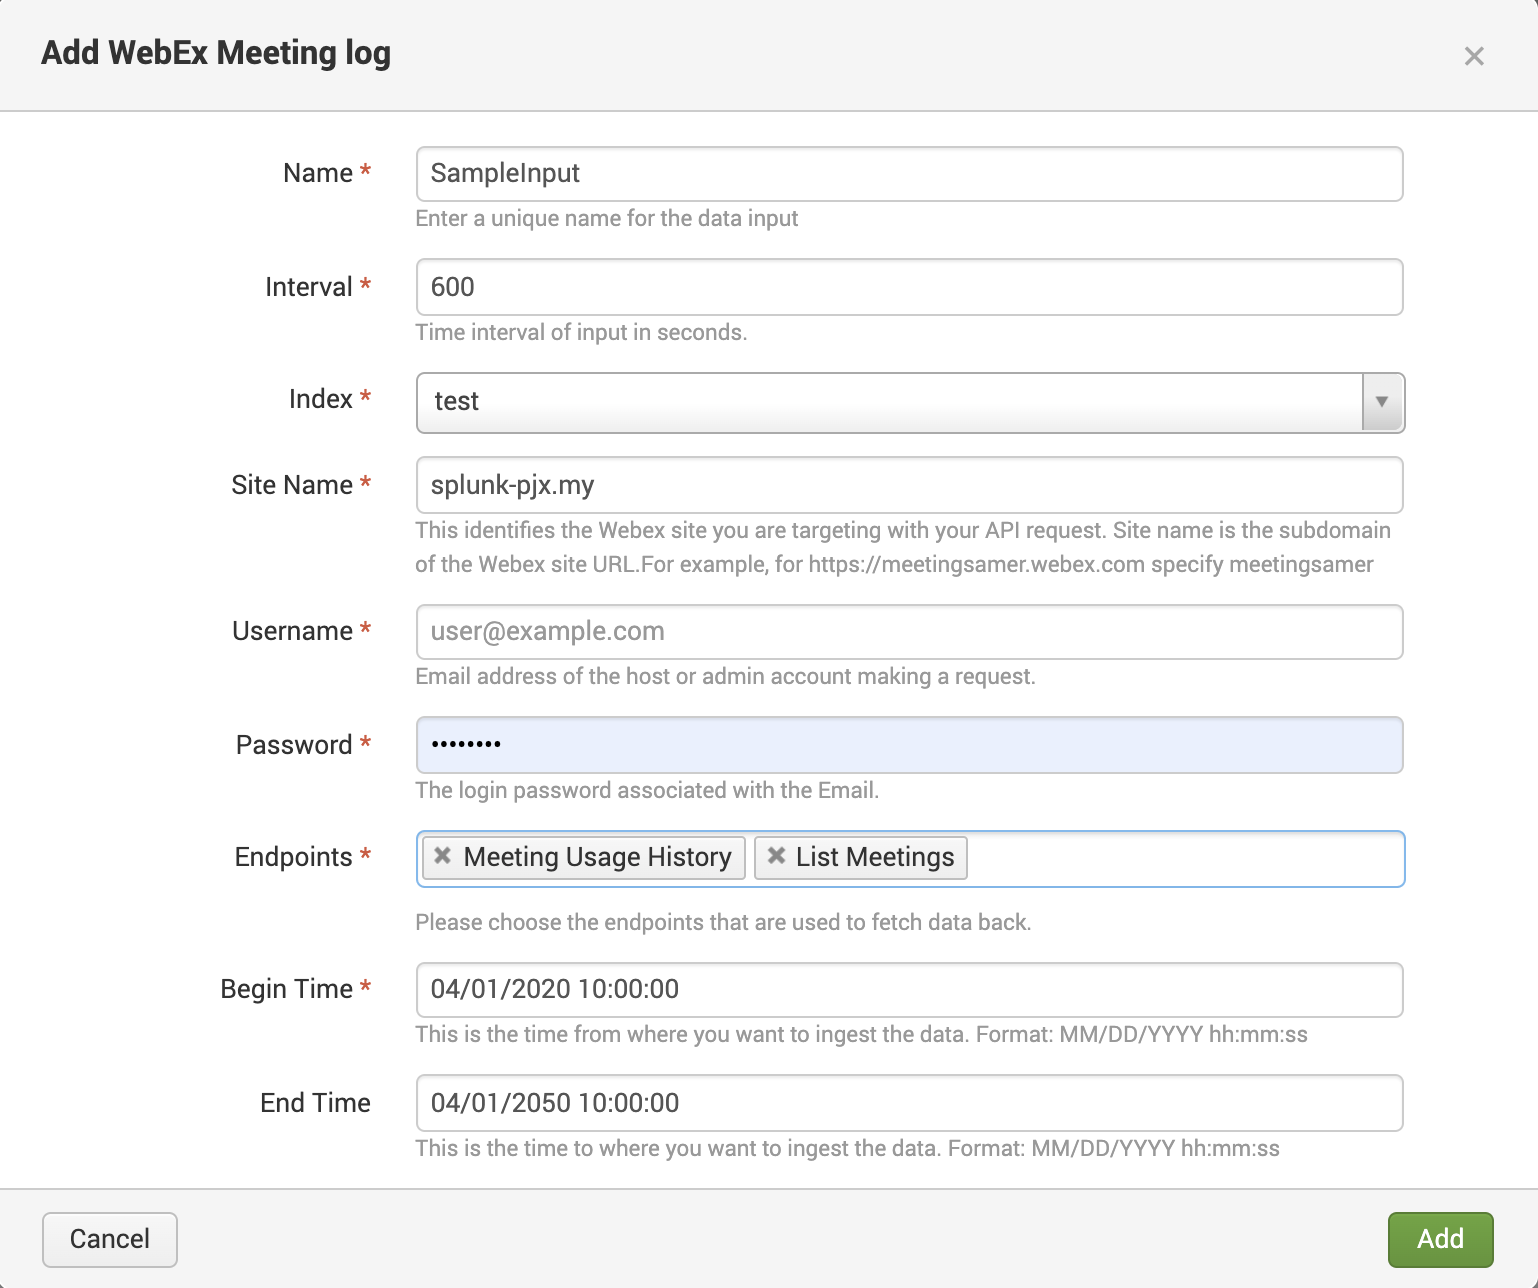 Add WebEx Meeting log
×
Name * SampleInput
Enter a unique name for the data input
Interval * 600
Time interval of input in seconds.
Index * test
Site Name * splunk-pjx.my
This identifies the Webex site you are targeting with your API request. Site name is the subdomain
of the Webex site URL.For example, for https://meetingsamer.webex.com specify meetingsamer
Username * user@example.com
Email address of the host or admin account making a request.
Password * ••••••••
The login password associated with the Email.
Endpoints * × Meeting Usage History × List Meetings
Please choose the endpoints that are used to fetch data back.
Begin Time * 04/01/2020 10:00:00
This is the time from where you want to ingest the data. Format: MM/DD/YYYY hh:mm:ss
End Time 04/01/2050 10:00:00
This is the time to where you want to ingest the data. Format: MM/DD/YYYY hh:mm:ss
Cancel Add